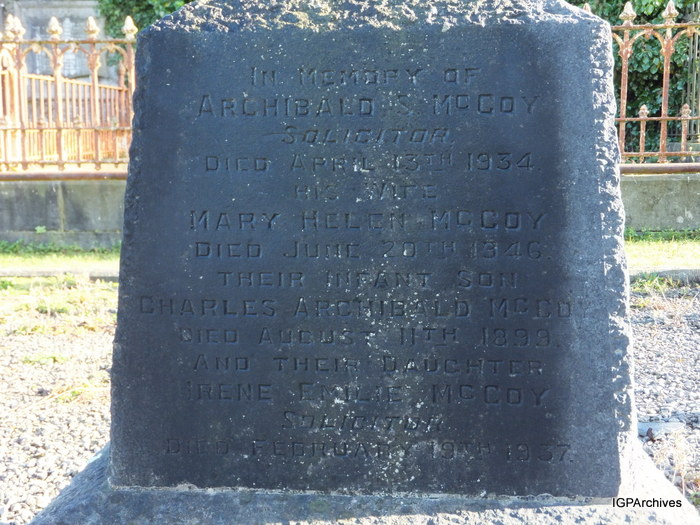 In Memory of
Archibald S. McCoy
Solicitor
Died April 13th 1934.
His Wife
Mary Helen McCoy
Died June 20th 1946
Their Infant Son
Charles Archibald McCoy
Died August 11th 1899.
And Their Daughter
Irene Emilie McCoy
Solicitor
Died February 19th 1957.
IGPArchives